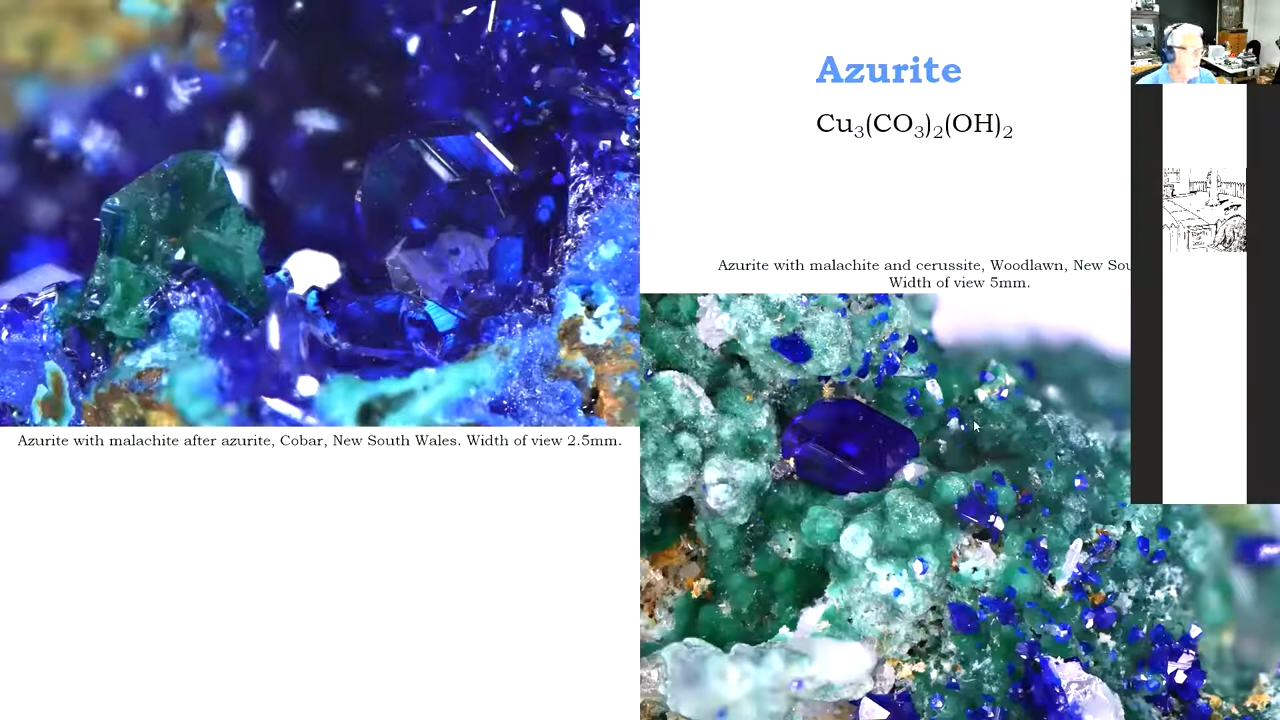 Azurite
Cu₃(CO₃)₂(OH)₂
Azurite with malachite and cerussite, Woodlawn, New
Width of view 5mm.
Azurite with malachite after azurite, Cobar, New South Wales. Width of view 2.5mm.